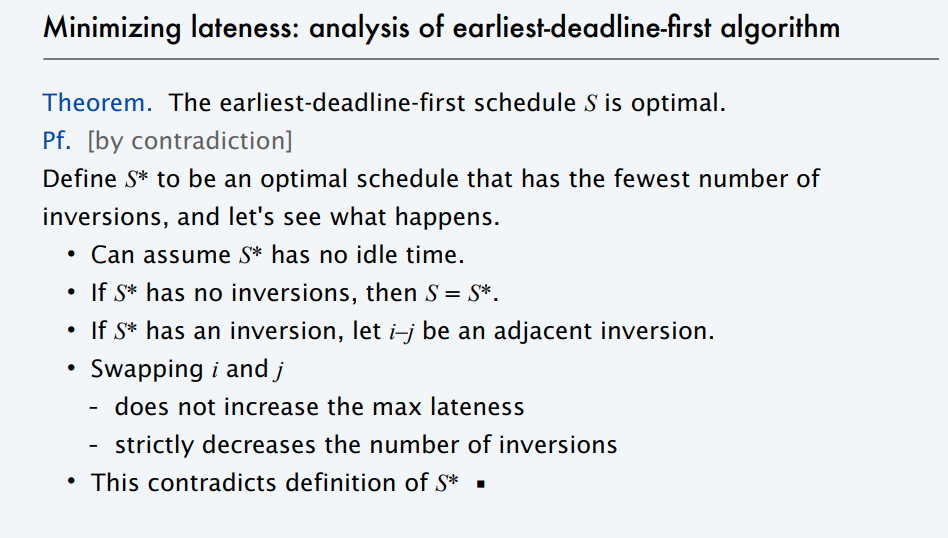 Minimizing lateness: analysis of earliest-deadline-first algorithm
Theorem. The earliest-deadline-first schedule S is optimal.
Pf. [by contradiction]
Define S* to be an optimal schedule that has the fewest number of
inversions, and let's see what happens.
• Can assume S* has no idle time.
• If S* has no inversions, then S = S*.
• If S* has an inversion, let i–j be an adjacent inversion.
• Swapping i and j
- does not increase the max lateness
- strictly decreases the number of inversions
• This contradicts definition of S* ▪